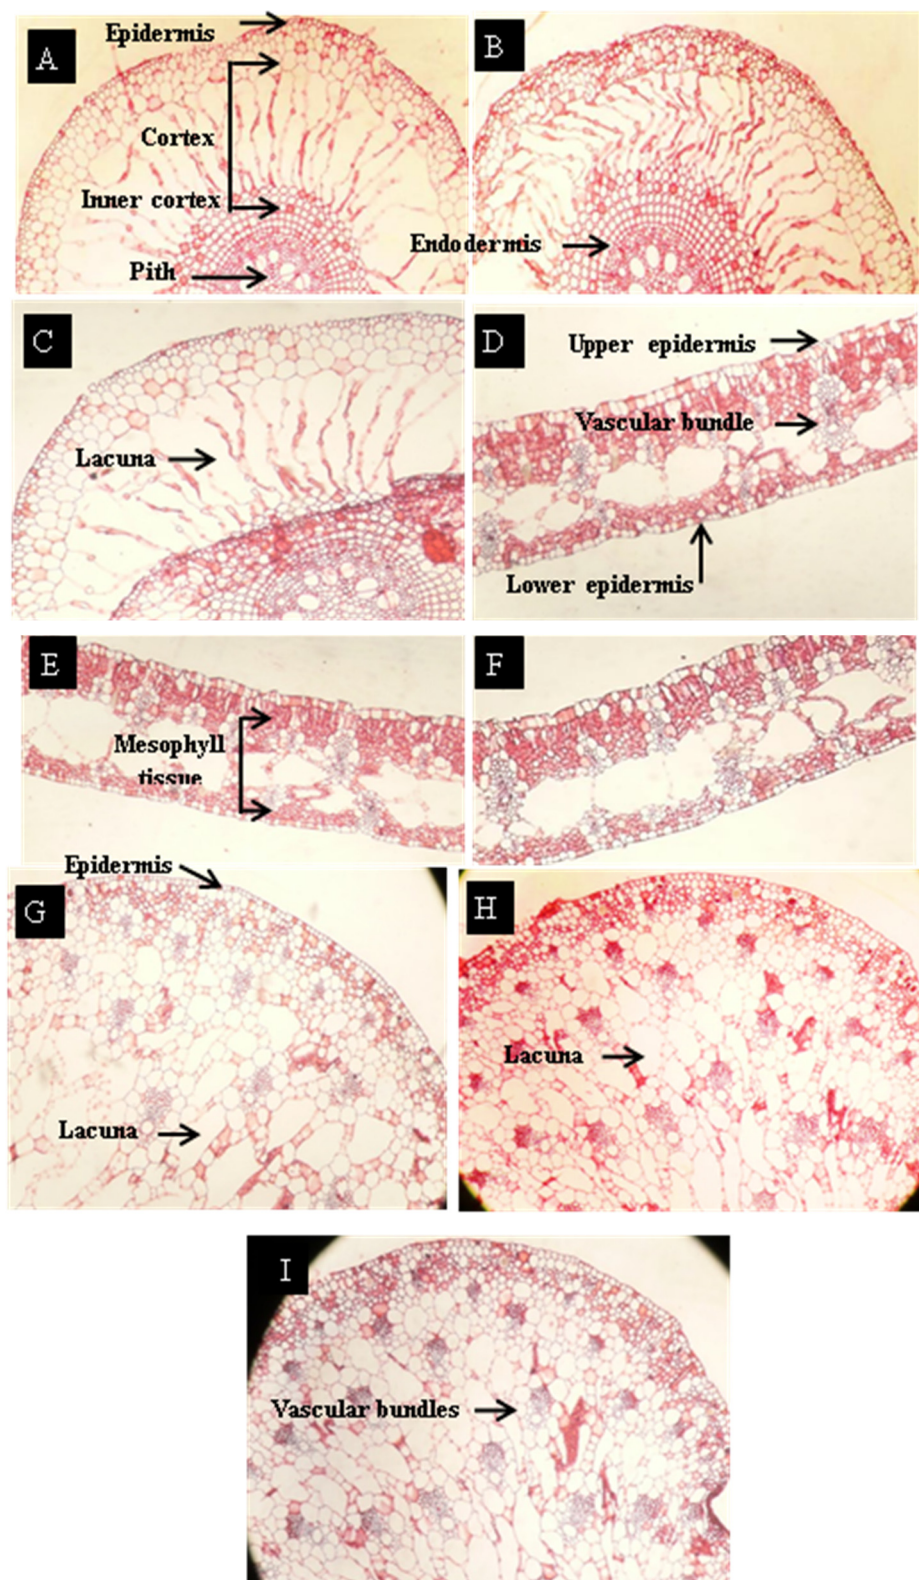 Epidermis
A
B
Cortex
Inner cortex
Endodermis
Pith
C
D
Upper epidermis
Vascular bundle
Lacuna
Lower epidermis
E
F
Mesophyll
tissue
Epidermis
G
H
Lacuna
Lacuna
I
Vascular bundles